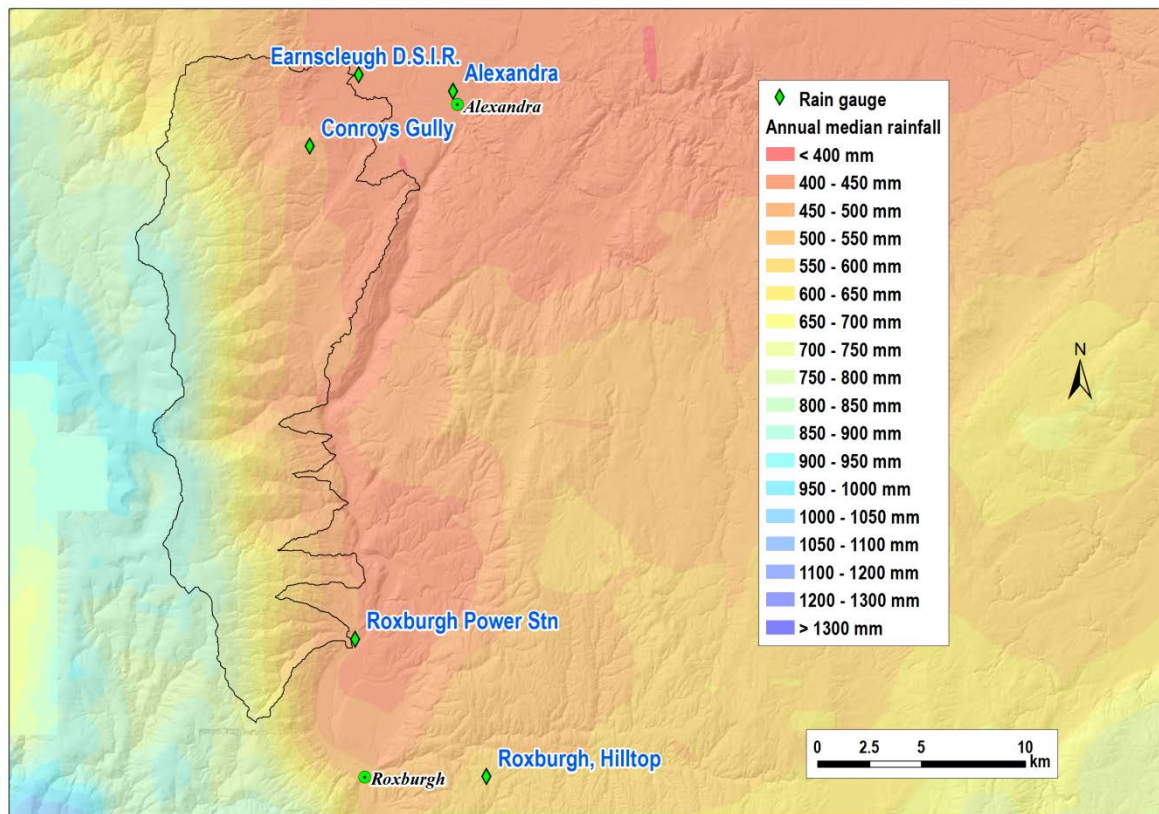 Earnscleugh D.S.I.R.
Alexandra
Alexandra
Conroys Gully
Rain gauge
Annual median rainfall
< 400 mm
400 - 450 mm
450 - 500 mm
500 - 550 mm
550 - 600 mm
600 - 650 mm
650 - 700 mm
700 - 750 mm
750 - 800 mm
800 - 850 mm
850 - 900 mm
900 - 950 mm
950 - 1000 mm
1000 - 1050 mm
1050 - 1100 mm
1100 - 1200 mm
1200 - 1300 mm
> 1300 mm
N
Roxburgh Power Stn
Roxburgh, Hilltop
Roxburgh
0 2.5 5 10
km